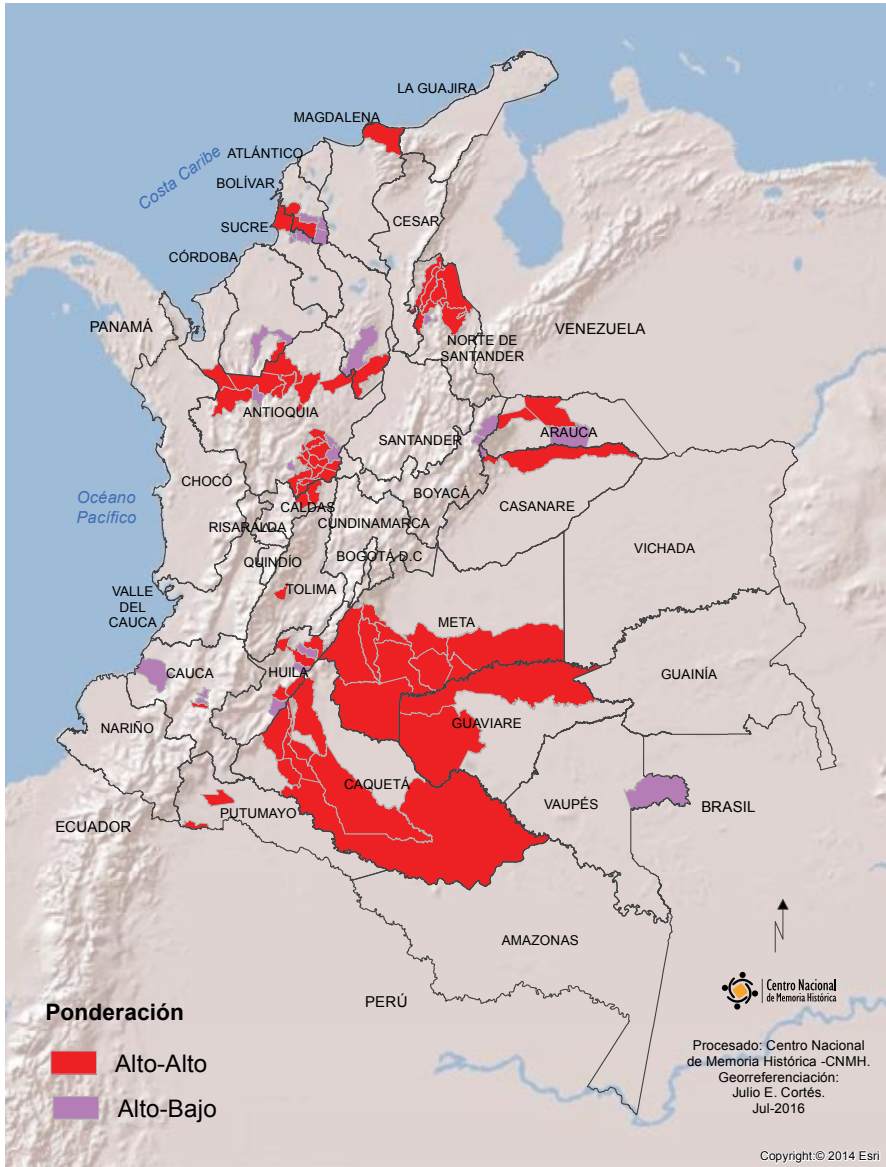 LA GUAJIRA
MAGDALENA
ATLÁNTICO
Costa Caribe
BOLÍVAR
CESAR
SUCRE
CÓRDOBA
PANAMÁ
VENEZUELA
NORTE DE
SANTANDER
ANTIOQUIA
SANTANDER
ARAUCA
CHOCÓ
BOYACÁ
Océano
Pacífico
CASANARE
CALDAS
RISARALDA
CUNDINAMARCA
VICHADA
BOGOTÁ D.C
QUINDÍO
TOLIMA
VALLE
DEL
CAUCA
META
CAUCA
HUILA
GUAINÍA
NARIÑO
GUAVIARE
CAQUETÁ
VAUPÉS
BRASIL
PUTUMAYO
ECUADOR
AMAZONAS
N
PERÚ
Centro Nacional
de Memoria Histórica
Ponderación
Alto-Alto
Alto-Bajo
Procesado: Centro Nacional
de Memoria Histórica -CNMH.
Georreferenciación:
Julio E. Cortés.
Jul-2016
Copyright:© 2014 Esri